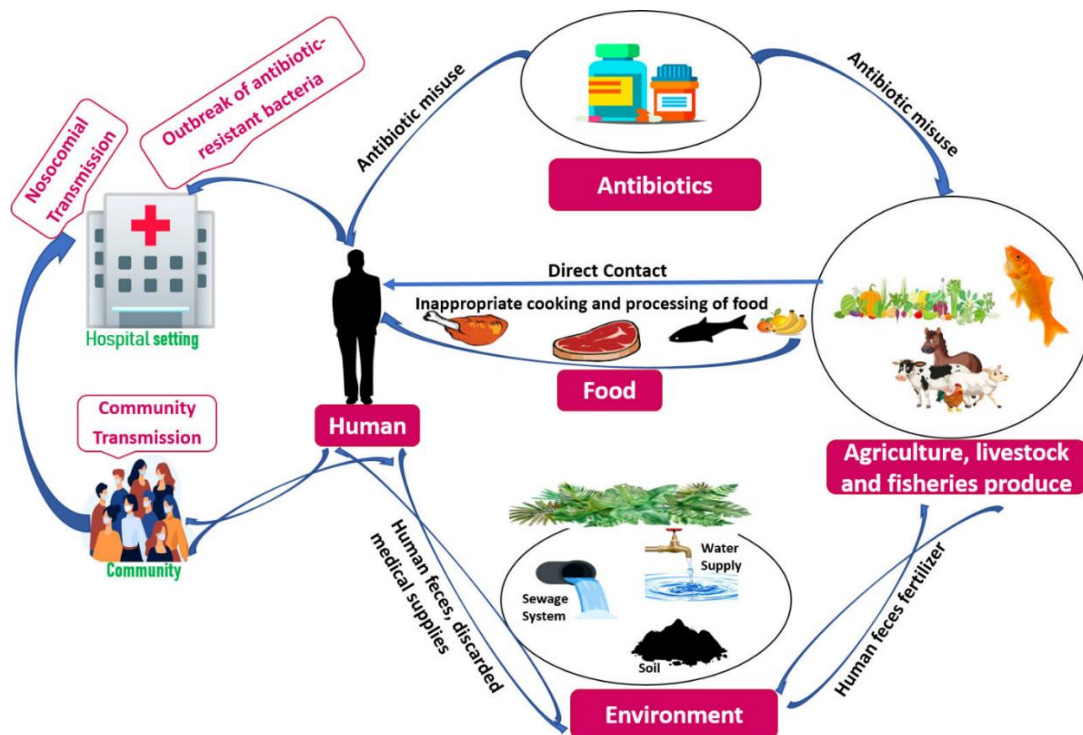 Nosocomial
Transmission
Outbreak of antibiotic-
resistant bacteria
Antibiotic misuse
Antibiotic misuse
Antibiotics
Hospital setting
Direct Contact
Inappropriate cooking and processing of food
Food
Human
Community
Transmission
Community
Agriculture, livestock
and fisheries produce
Human feces, discarded
medical supplies
Water
Supply
Sewage
System
Soil
Human feces fertilizer
Environment